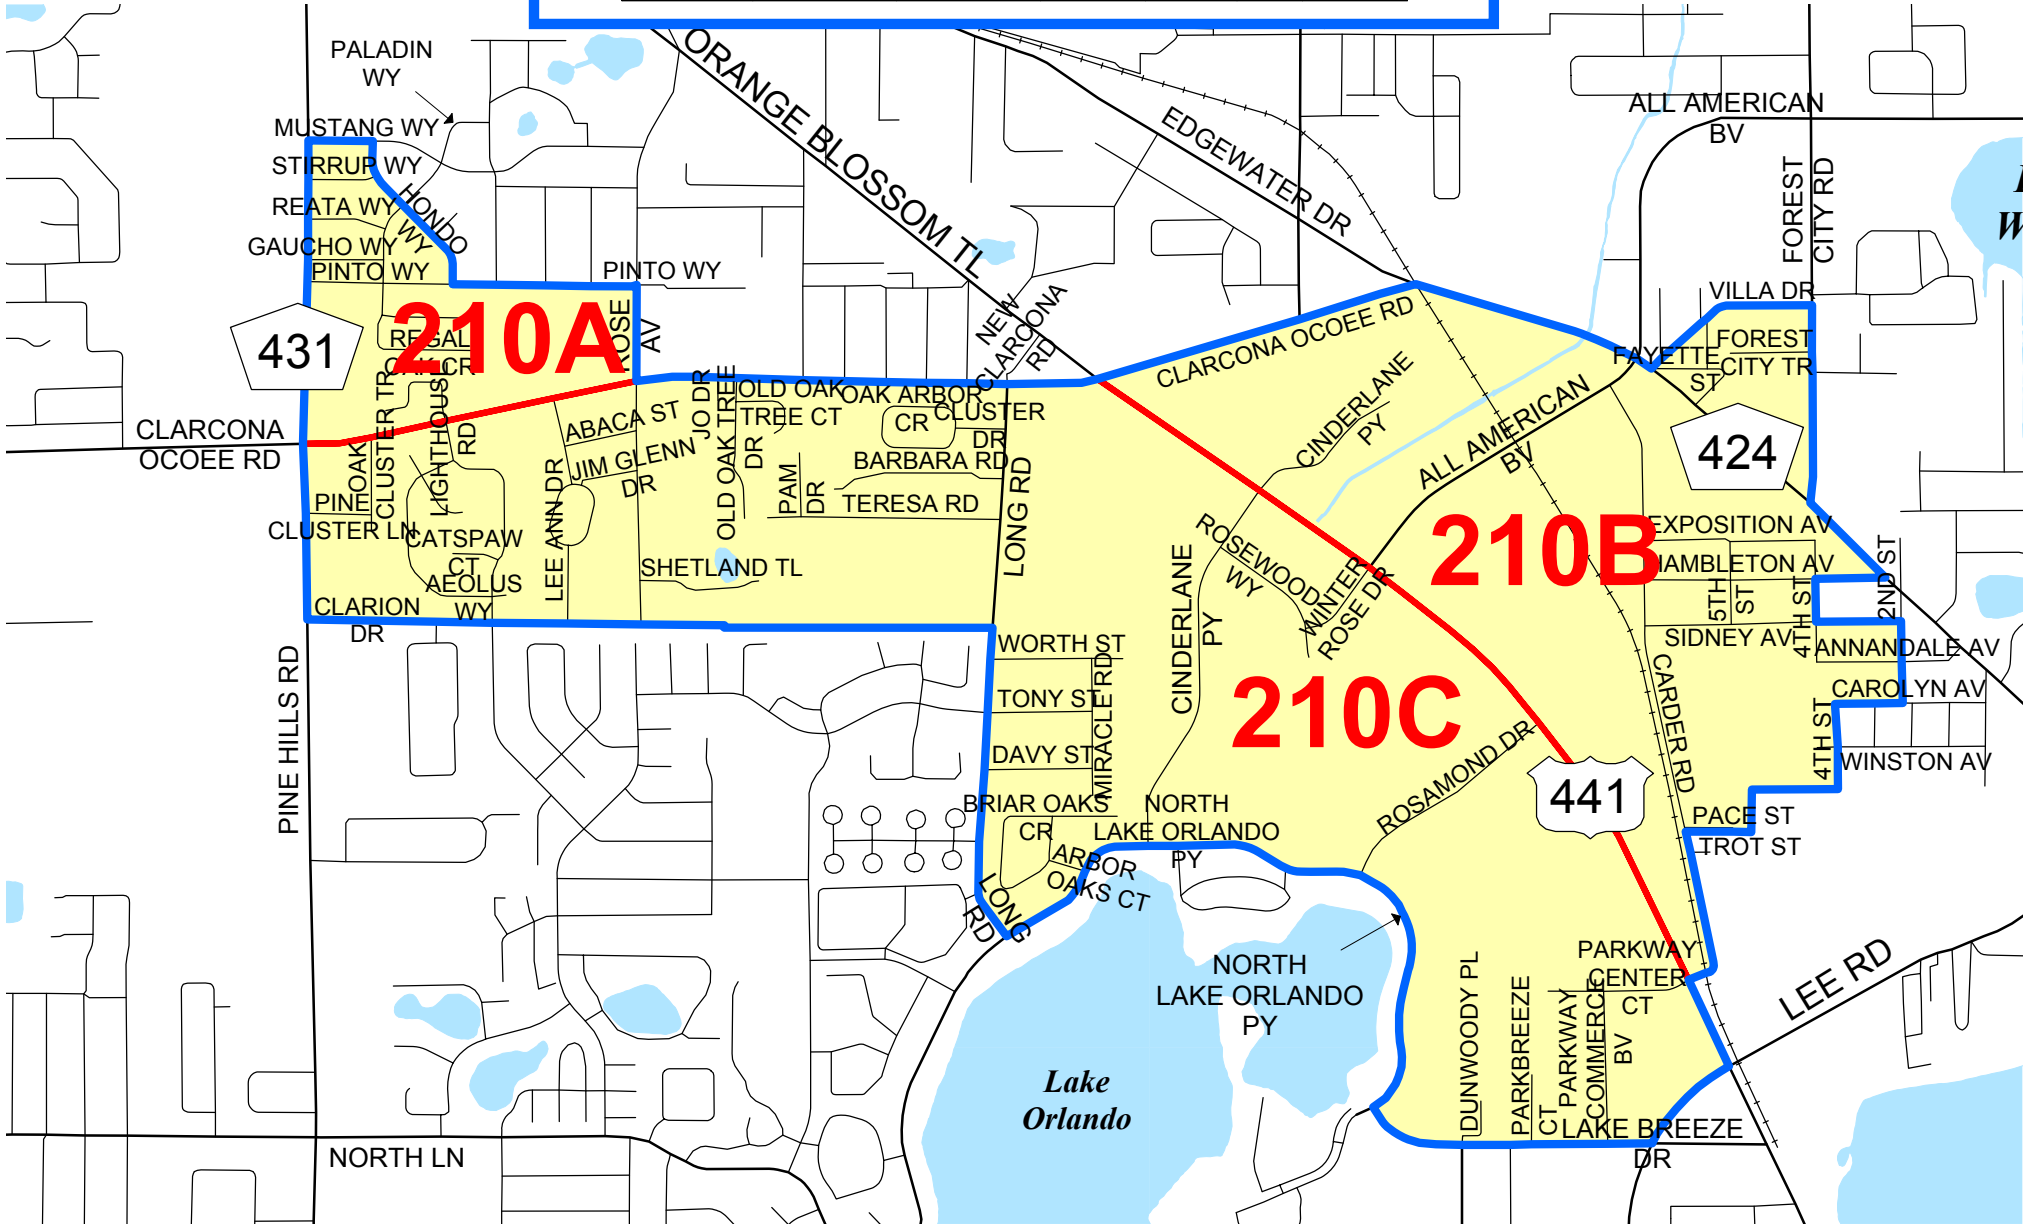 PALADIN
WY
ORANGE BLOSSOM TL
EDGEWATER DR
ALL AMERICAN
BV
FOREST
CITY RD
MUSTANG WY
STIRRUP WY
REATA WY
HONDO
WY
GAUCHO WY
PINTO WY
PINTO WY
NEW
CLARCONA
RD
VILLA DR
431
210A
REGAL
OAK CR
ROSE
AV
CLARCONA OCOEE RD
FAYETTE
ST
FOREST
CITY TR
CINDERLANE
PY
ALL AMERICAN
BV
424
CLARCONA
OCOEE RD
OAK
CLUSTER TR
LIGHTHOUSE
RD
ABACA ST
JIM GLENN
DR
JO DR
OLD OAK TREE
DR
OLD OAK
TREE CT
OAK ARBOR
CR
CLUSTER
DR
BARBARA RD
PAM
DR
TERESA RD
LONG RD
PINE
CLUSTER LN
CATSPAW
CT
AEOLUS
WY
LEE ANN DR
SHETLAND TL
CLARION
DR
ROSEWOOD
WY
WINTER
ROSE DR
210B
EXPOSITION AV
HAMBLETON AV
5TH
ST
4TH ST
2ND ST
SIDNEY AV
ANNANDALE AV
CAROLYN AV
4TH ST
WINSTON AV
CARDER RD
PINE HILLS RD
WORTH ST
TONY ST
MIRACLE RD
DAVY ST
CINDERLANE
PY
210C
ROSAMOND DR
441
PACE ST
TROT ST
BRIAR OAKS
CR
NORTH
LAKE ORLANDO
PY
ARBOR
OAKS CT
LONG
RD
NORTH
LAKE ORLANDO
PY
PARKWAY
CENTER
CT
LEE RD
DUNWOODY PL
PARKBREEZE
CT
PARKWAY
COMMERCE
BV
Lake
Orlando
LAKE BREEZE
DR
NORTH LN